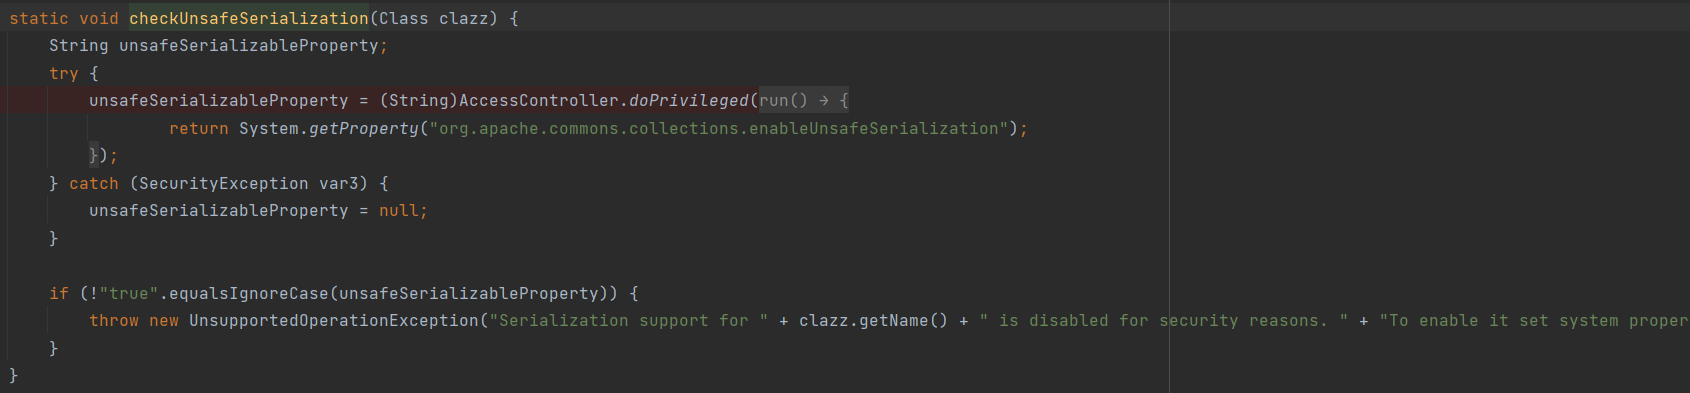 static void checkUnsafeSerialization(Class clazz) {
    String unsafeSerializableProperty;
    try {
        unsafeSerializableProperty = (String)AccessController.doPrivileged(run() → {
                return System.getProperty("org.apache.commons.collections.enableUnsafeSerialization");
        });
    } catch (SecurityException var3) {
        unsafeSerializableProperty = null;
    }

    if (!"true".equalsIgnoreCase(unsafeSerializableProperty)) {
        throw new UnsupportedOperationException("Serialization support for " + clazz.getName() + " is disabled for security reasons. " + "To enable it set system proper
    }
}